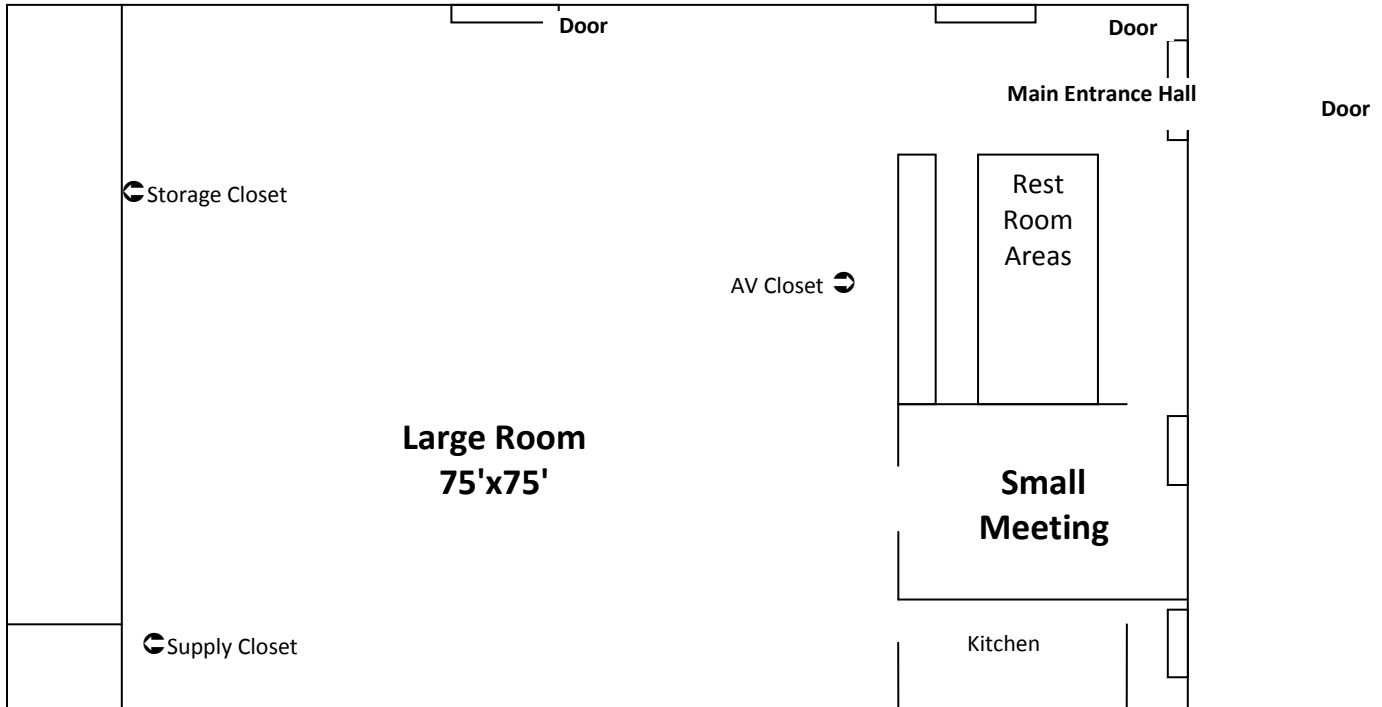 Door
Door
Main Entrance Hall
Door
Storage Closet
Rest
Room
Areas
AV Closet
Large Room
75'x75'
Small
Meeting
Supply Closet
Kitchen